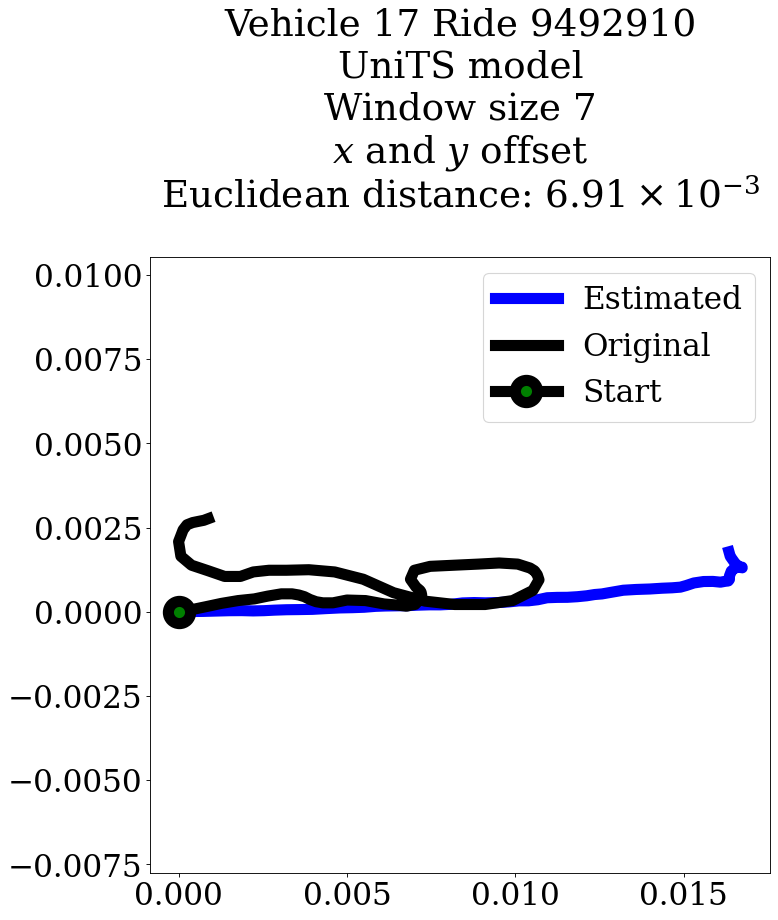 Vehicle 17 Ride 9492910
UniTS model
Window size 7
x and y offset
Euclidean distance: 6.91 × 10⁻³
Estimated
Original
Start
0.0100
0.0075
0.0050
0.0025
0.0000
−0.0025
−0.0050
−0.0075
0.000 0.005 0.010 0.015